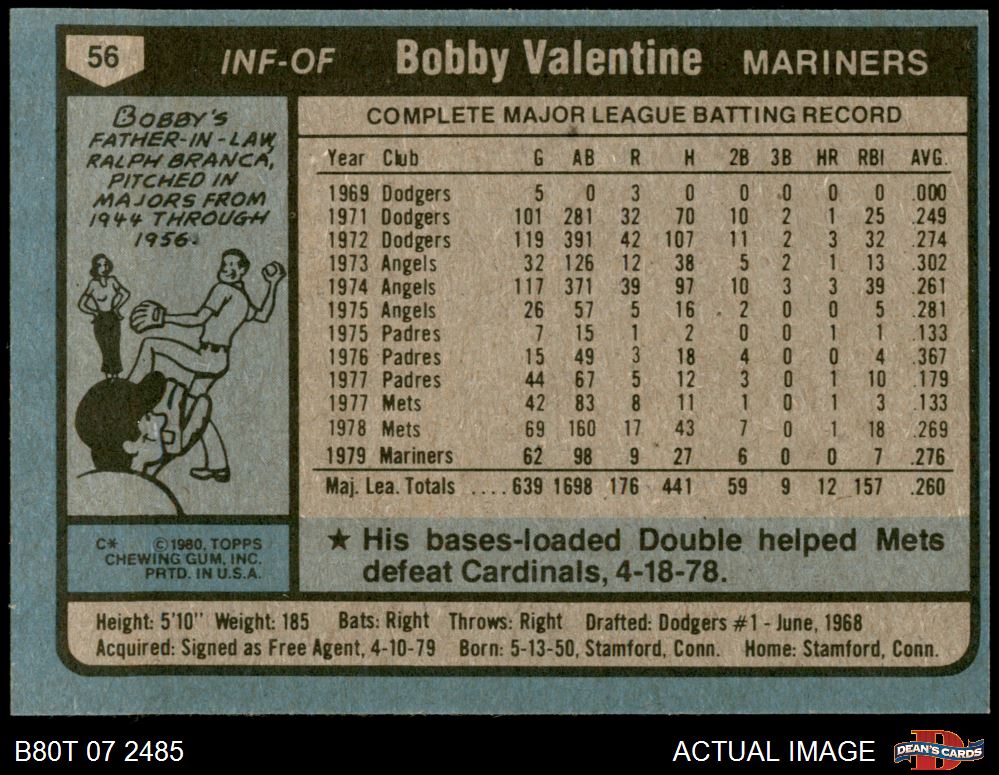 56 INF-OF Bobby Valentine MARINERS
BOBBY'S
FATHER-IN-LAW,
RALPH BRANCA,
PITCHED IN
MAJORS FROM
1944 THROUGH
1956.
C* ©1980, TOPPS
CHEWING GUM, INC.
PRTD. IN U.S.A.
COMPLETE MAJOR LEAGUE BATTING RECORD
Year Club G AB R H 2B 3B HR RBI AVG.
1969 Dodgers 5 0 3 0 0 0 0 0 .000
1971 Dodgers 101 281 32 70 10 2 1 25 .249
1972 Dodgers 119 391 42 107 11 2 3 32 .274
1973 Angels 32 126 12 38 5 2 1 13 .302
1974 Angels 117 371 39 97 10 3 3 39 .261
1975 Angels 26 57 5 16 2 0 0 5 .281
1975 Padres 7 15 1 2 0 0 1 1 .133
1976 Padres 15 49 3 18 4 0 0 4 .367
1977 Padres 44 67 5 12 3 0 1 10 .179
1977 Mets 42 83 8 11 1 0 1 3 .133
1978 Mets 69 160 17 43 7 0 1 18 .269
1979 Mariners 62 98 9 27 6 0 0 7 .276
Maj. Lea. Totals ....639 1698 176 441 59 9 12 157 .260
★ His bases-loaded Double helped Mets
defeat Cardinals, 4-18-78.
Height: 5'10" Weight: 185 Bats: Right Throws: Right Drafted: Dodgers #1 - June, 1968
Acquired: Signed as Free Agent, 4-10-79 Born: 5-13-50, Stamford, Conn. Home: Stamford, Conn.
B80T 07 2485 ACTUAL IMAGE D DEAN'S CARDS